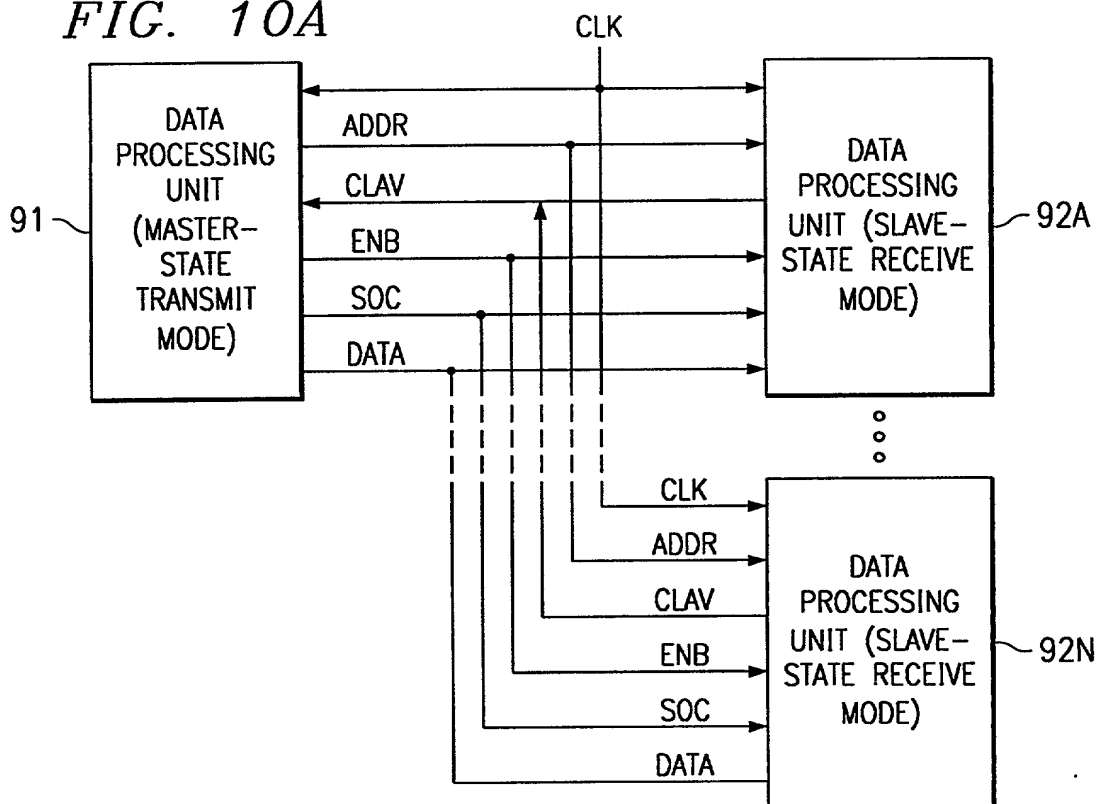 FIG. 10A
CLK
DATA
PROCESSING
UNIT
(MASTER-
STATE
TRANSMIT
MODE)
91
ADDR
CLAV
ENB
SOC
DATA
DATA
PROCESSING
UNIT (SLAVE-
STATE RECEIVE
MODE)
92A
CLK
ADDR
CLAV
ENB
SOC
DATA
DATA
PROCESSING
UNIT (SLAVE-
STATE RECEIVE
MODE)
92N